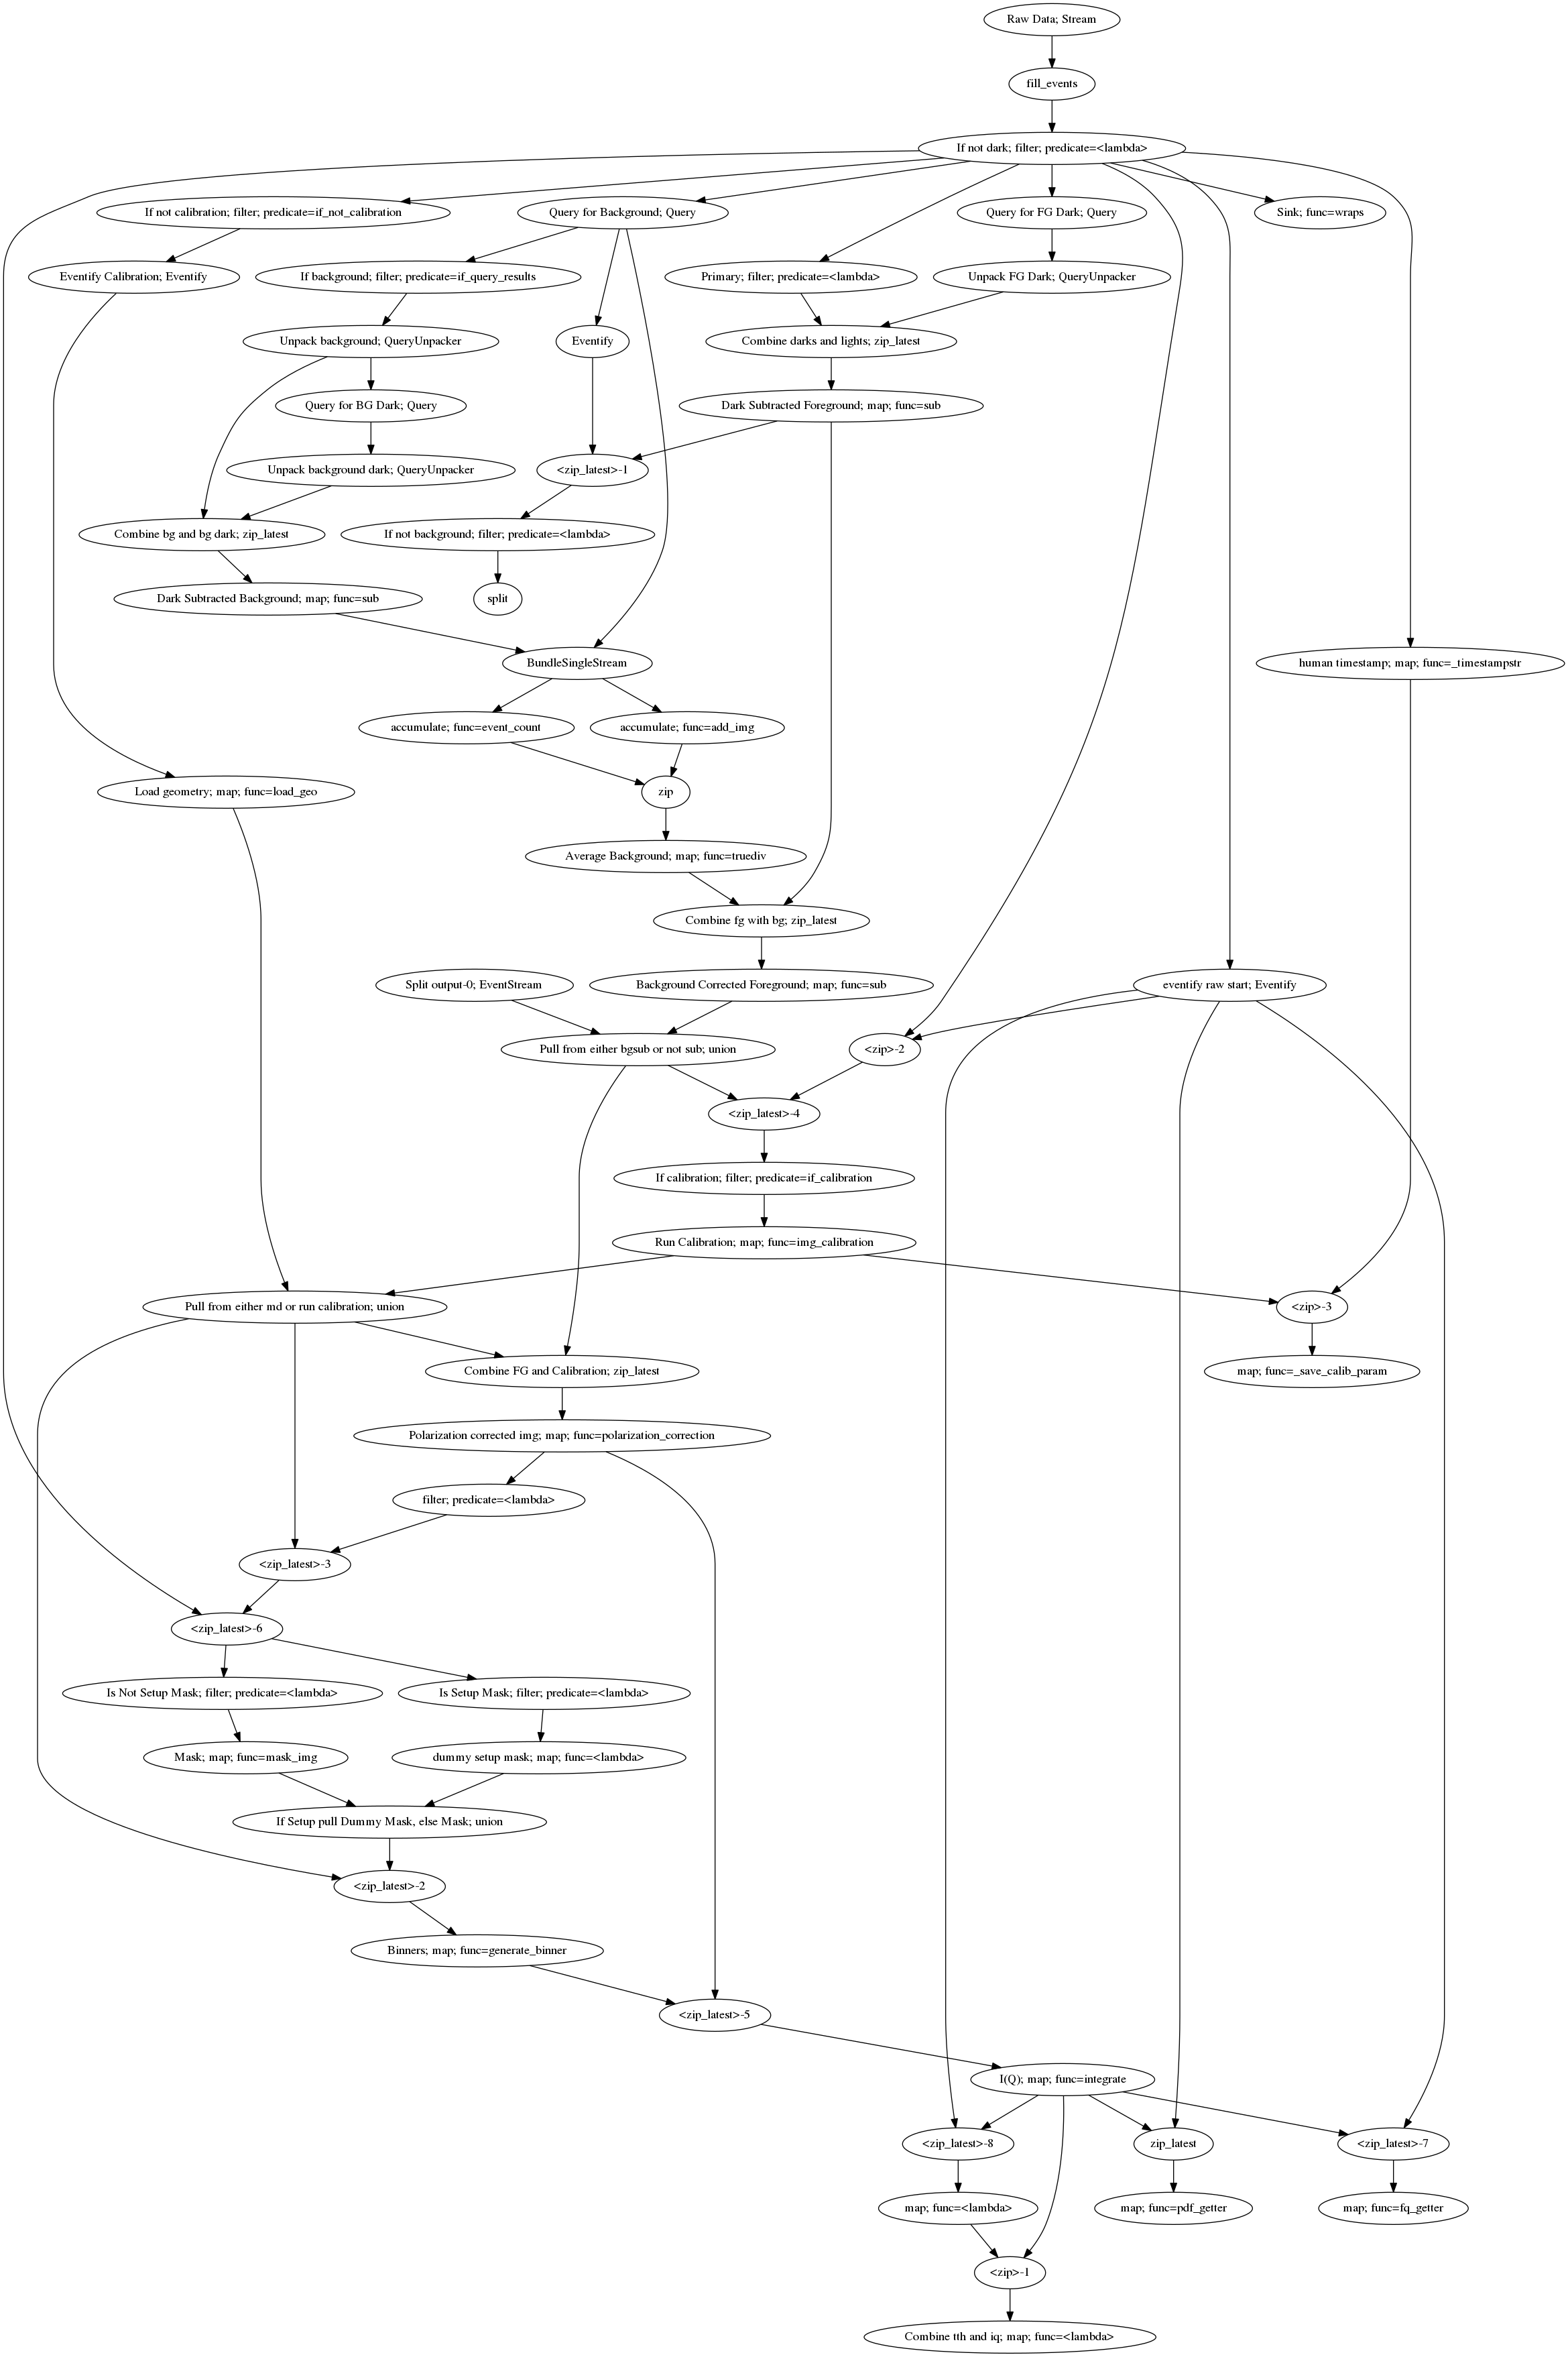 Raw Data; Stream
fill_events
If not dark; filter; predicate=<lambda>
If not calibration; filter; predicate=if_not_calibration
Query for Background; Query
Query for FG Dark; Query
Sink; func=wraps
Eventify Calibration; Eventify
If background; filter; predicate=if_query_results
Primary; filter; predicate=<lambda>
Unpack FG Dark; QueryUnpacker
Unpack background; QueryUnpacker
Eventify
Combine darks and lights; zip_latest
Query for BG Dark; Query
Dark Subtracted Foreground; map; func=sub
Unpack background dark; QueryUnpacker
<zip_latest>-1
Combine bg and bg dark; zip_latest
If not background; filter; predicate=<lambda>
Dark Subtracted Background; map; func=sub
split
BundleSingleStream
human timestamp; map; func=_timestampstr
accumulate; func=event_count
accumulate; func=add_img
Load geometry; map; func=load_geo
zip
Average Background; map; func=truediv
Combine fg with bg; zip_latest
Split output-0; EventStream
Background Corrected Foreground; map; func=sub
eventify raw start; Eventify
Pull from either bgsub or not sub; union
<zip>-2
<zip_latest>-4
If calibration; filter; predicate=if_calibration
Run Calibration; map; func=img_calibration
Pull from either md or run calibration; union
<zip>-3
Combine FG and Calibration; zip_latest
map; func=_save_calib_param
Polarization corrected img; map; func=polarization_correction
filter; predicate=<lambda>
<zip_latest>-3
<zip_latest>-6
Is Not Setup Mask; filter; predicate=<lambda>
Is Setup Mask; filter; predicate=<lambda>
Mask; map; func=mask_img
dummy setup mask; map; func=<lambda>
If Setup pull Dummy Mask, else Mask; union
<zip_latest>-2
Binners; map; func=generate_binner
<zip_latest>-5
I(Q); map; func=integrate
<zip_latest>-8
zip_latest
<zip_latest>-7
map; func=<lambda>
map; func=pdf_getter
map; func=fq_getter
<zip>-1
Combine tth and iq; map; func=<lambda>